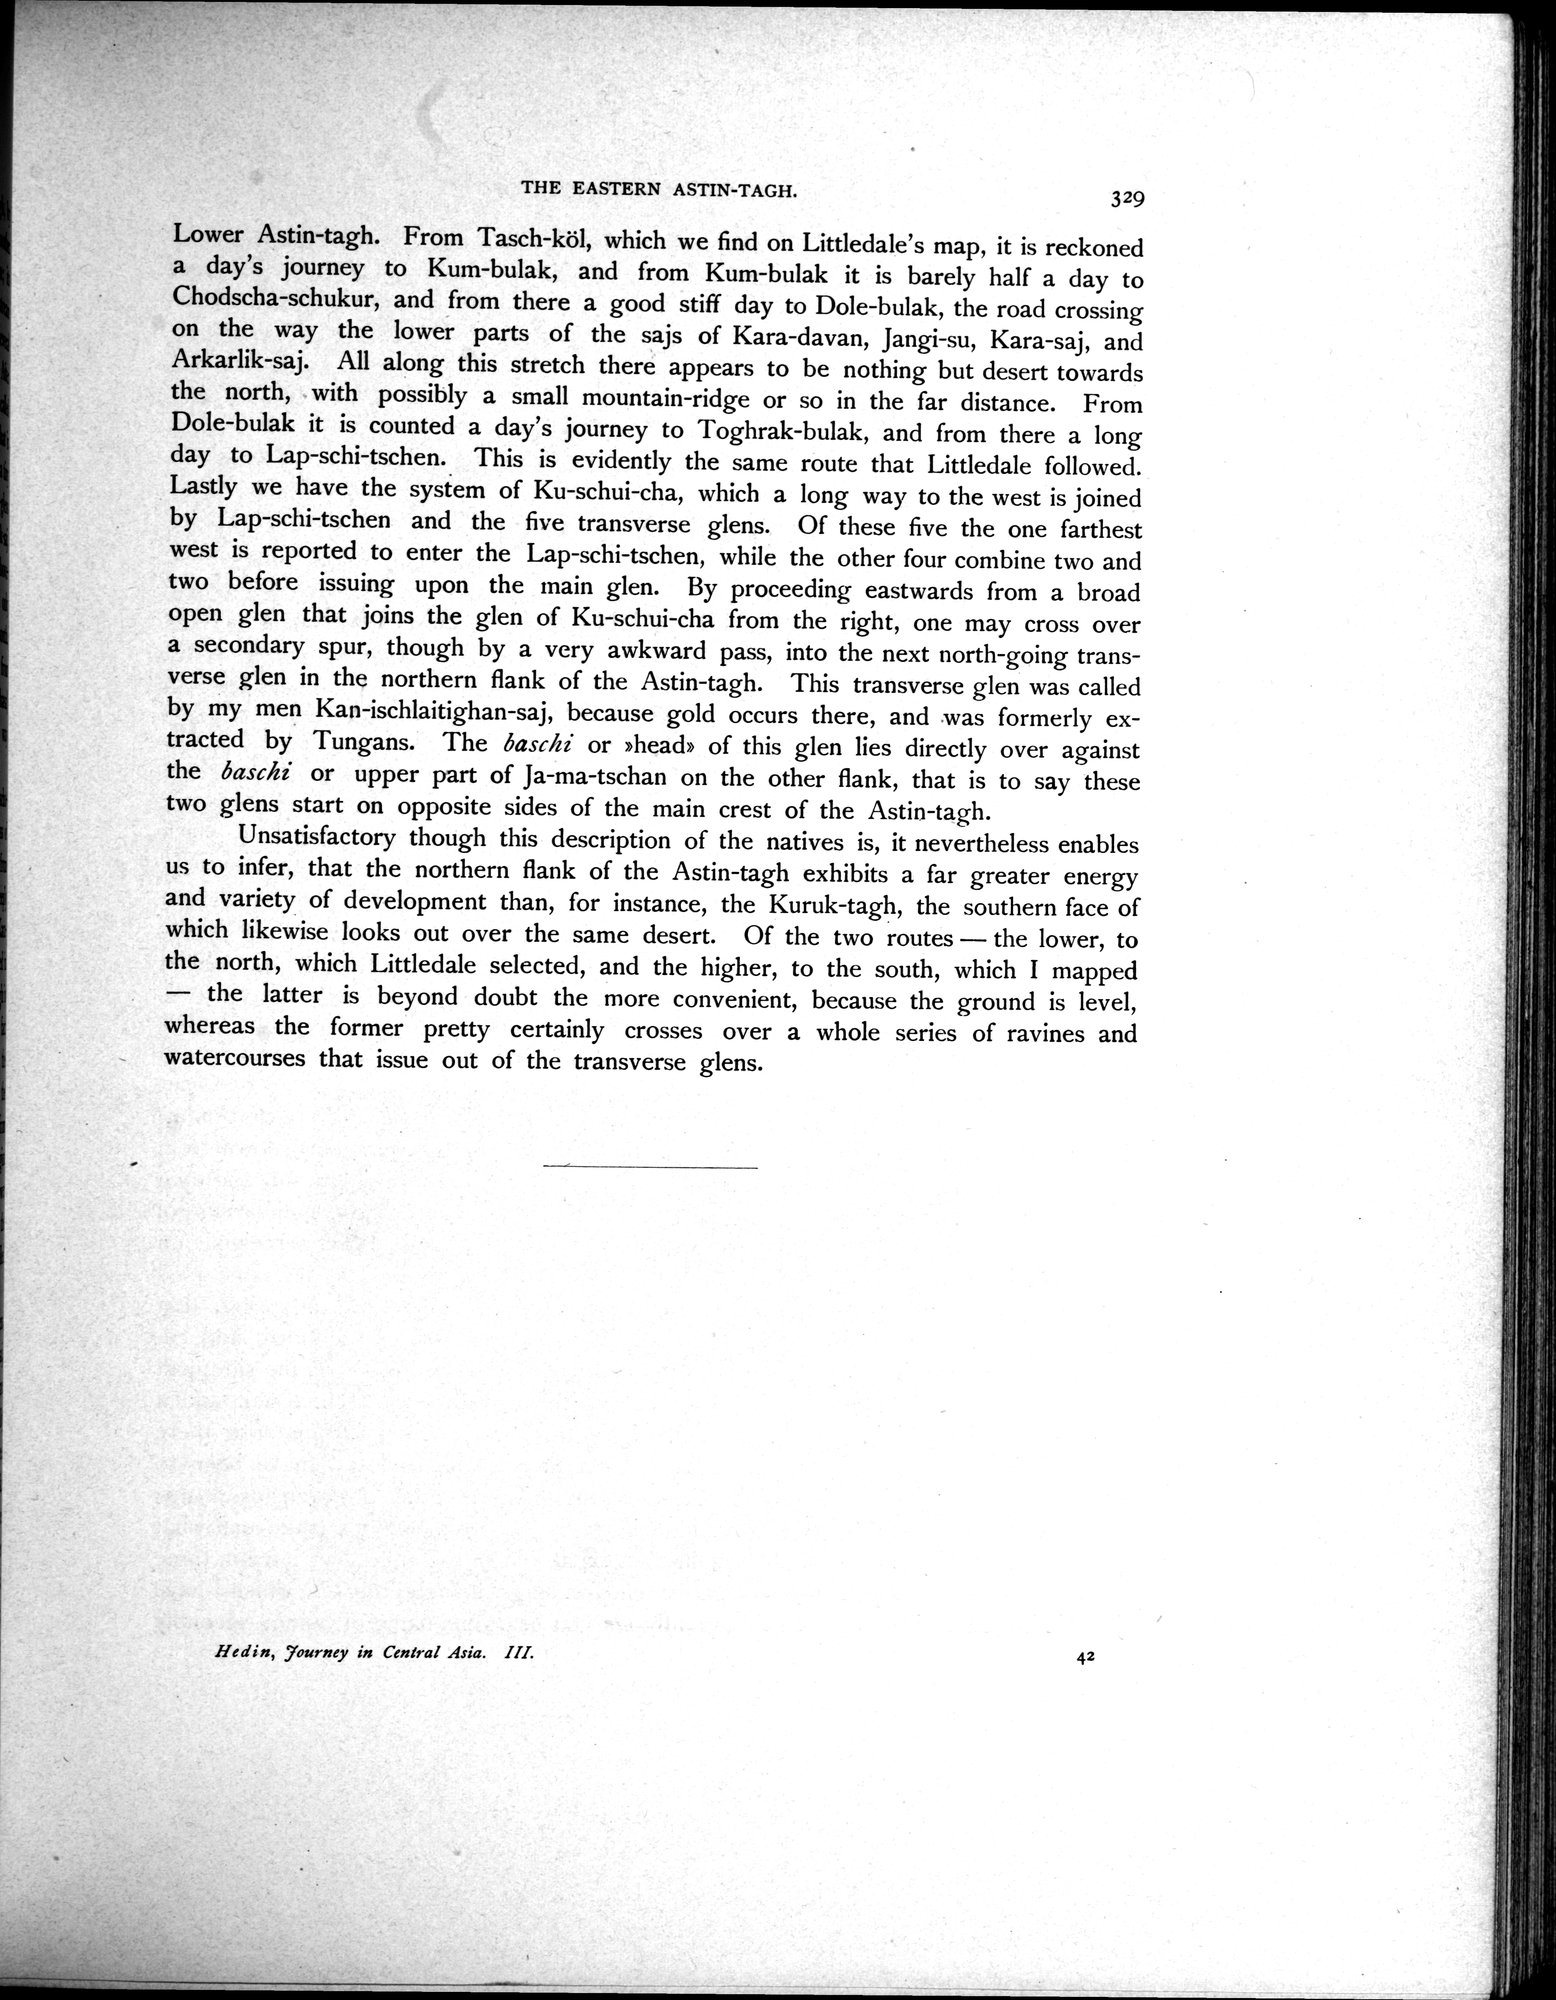 THE EASTERN ASTIN-TAGH.
329
Lower Astin-tagh. From Tasch-köl, which we find on Littledale's map, it is reckoned
a day's journey to Kum-bulak, and from Kum-bulak it is barely half a day to
Chodscha-schukur, and from there a good stiff day to Dole-bulak, the road crossing
on the way the lower parts of the sajs of Kara-davan, Jangi-su, Kara-saj, and
Arkarlik-saj. All along this stretch there appears to be nothing but desert towards
the north, with possibly a small mountain-ridge or so in the far distance. From
Dole-bulak it is counted a day's journey to Toghrak-bulak, and from there a long
day to Lap-schi-tschen. This is evidently the same route that Littledale followed.
Lastly we have the system of Ku-schui-cha, which a long way to the west is joined
by Lap-schi-tschen and the five transverse glens. Of these five the one farthest
west is reported to enter the Lap-schi-tschen, while the other four combine two and
two before issuing upon the main glen. By proceeding eastwards from a broad
open glen that joins the glen of Ku-schui-cha from the right, one may cross over
a secondary spur, though by a very awkward pass, into the next north-going trans-
verse glen in the northern flank of the Astin-tagh. This transverse glen was called
by my men Kan-ischlaitighan-saj, because gold occurs there, and was formerly ex-
tracted by Tungans. The baschi or »head» of this glen lies directly over against
the baschi or upper part of Ja-ma-tschan on the other flank, that is to say these
two glens start on opposite sides of the main crest of the Astin-tagh.
Unsatisfactory though this description of the natives is, it nevertheless enables
us to infer, that the northern flank of the Astin-tagh exhibits a far greater energy
and variety of development than, for instance, the Kuruk-tagh, the southern face of
which likewise looks out over the same desert. Of the two routes — the lower, to
the north, which Littledale selected, and the higher, to the south, which I mapped
— the latter is beyond doubt the more convenient, because the ground is level,
whereas the former pretty certainly crosses over a whole series of ravines and
watercourses that issue out of the transverse glens.
Hedin, Journey in Central Asia. III.
42